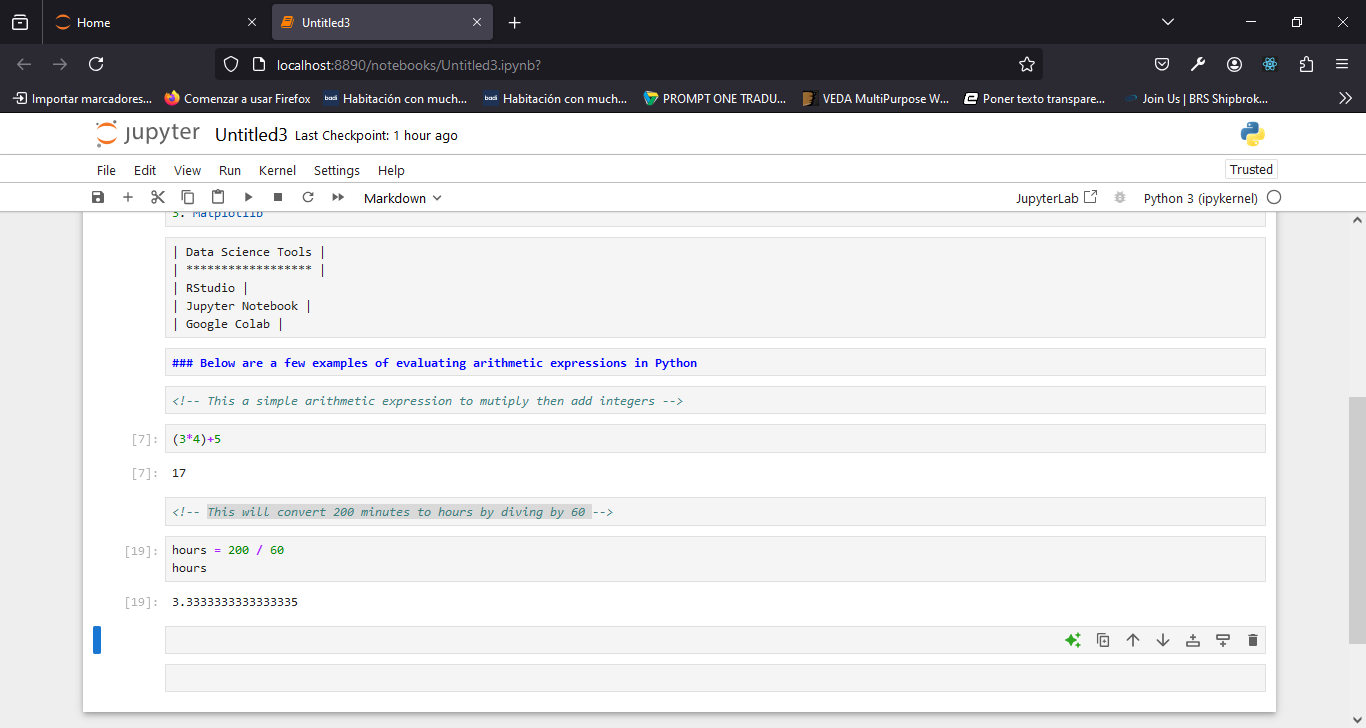 Home
Untitled3
localhost:8890/notebooks/Untitled3.ipynb?
Importar marcadores...
Comenzar a usar Firefox
badi
Habitación con much...
badi
Habitación con much...
PROMPT ONE TRADU...
VEDA MultiPurpose W...
Poner texto transpare...
Join Us | BRS Shipbrok...
jupyter Untitled3 Last Checkpoint: 1 hour ago
File Edit View Run Kernel Settings Help
Trusted
Markdown
JupyterLab
Python 3 (ipykernel)
3. Matplotlib
| Data Science Tools |
| ****************** |
| RStudio |
| Jupyter Notebook |
| Google Colab |
### Below are a few examples of evaluating arithmetic expressions in Python
<!-- This a simple arithmetic expression to mutiply then add integers -->
[7]: (3*4)+5
[7]: 17
<!-- This will convert 200 minutes to hours by diving by 60 -->
[19]: hours = 200 / 60
hours
[19]: 3.3333333333333335